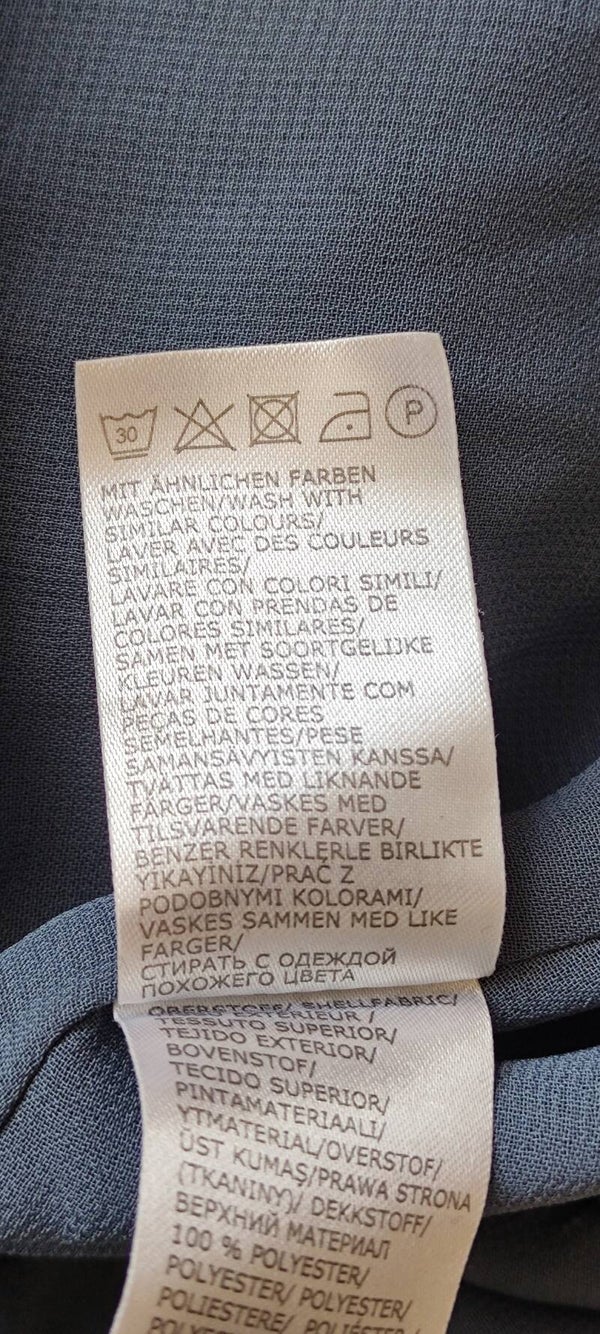 30 P
MIT ÄHNLICHEN FARBEN
WASCHEN/WASH WITH
SIMILAR COLOURS/
LAVER AVEC DES COULEURS
SIMILAIRES/
LAVARE CON COLORI SIMILI/
LAVAR CON PRENDAS DE
COLORES SIMILARES/
SAMEN MET SOORTGELIJKE
KLEUREN WASSEN/
LAVAR JUNTAMENTE COM
PEÇAS DE CORES
SEMELHANTES/PESE
SAMANSÄVYISTEN KANSSA/
TVÄTTAS MED LIKNANDE
FÄRGER/VASKES MED
TILSVARENDE FARVER/
BENZER RENKLERLE BIRLIKTE
YIKAYINIZ/PRAĆ Z
PODOBNYMI KOLORAMI/
VASKES SAMMEN MED LIKE
FARGER/
СТИРАТЬ С ОДЕЖДОЙ
ПОХОЖЕГО ЦВЕТА
OBERSTOFF/ SHELLFABRIC/
TESSUTO SUPERIOR/
TEJIDO EXTERIOR/
BOVENSTOF/
TECIDO SUPERIOR/
PINTAMATERIAALI/
YTMATERIAL/OVERSTOF/
ÜST KUMAŞ/PRAWA STRONA
(TKANINY)/ DEKKSTOFF/
ВЕРХНИЙ МАТЕРИАЛ
100 % POLYESTER/
POLYESTER/ POLYESTER/
POLIESTERE/ POLIÉSTER/